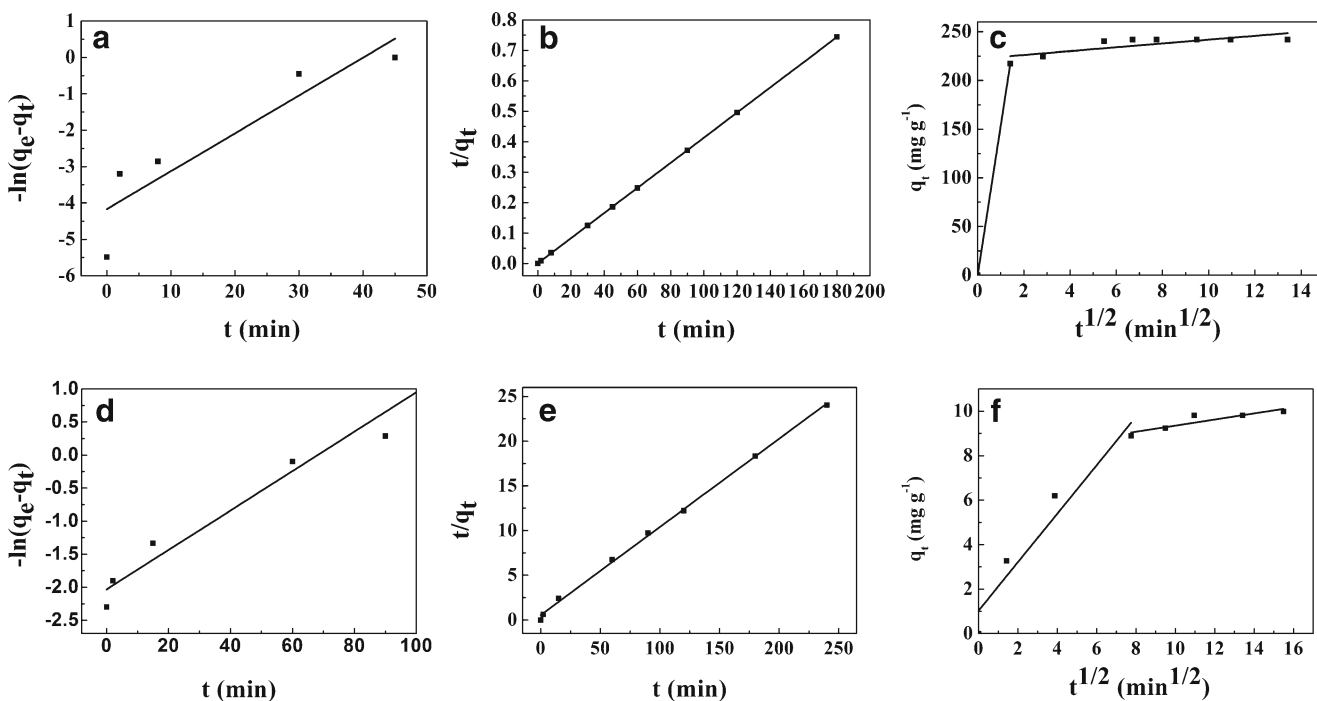 a
1
0
-1
-2
-3
-4
-5
-6
-ln(qe-qt)
0 10 20 30 40 50
t (min)
b
0.8
0.7
0.6
0.5
0.4
0.3
0.2
0.1
0.0
t/qt
0 20 40 60 80 100 120 140 160 180 200
t (min)
c
250
200
150
100
50
0
qt (mg g-1)
0 2 4 6 8 10 12 14
t1/2 (min1/2)
d
1.0
0.5
0.0
-0.5
-1.0
-1.5
-2.0
-2.5
-ln(qe-qt)
0 20 40 60 80 100
t (min)
e
25
20
15
10
5
0
t/qt
0 50 100 150 200 250
t (min)
f
10
8
6
4
2
0
qt (mg g-1)
0 2 4 6 8 10 12 14 16
t1/2 (min1/2)